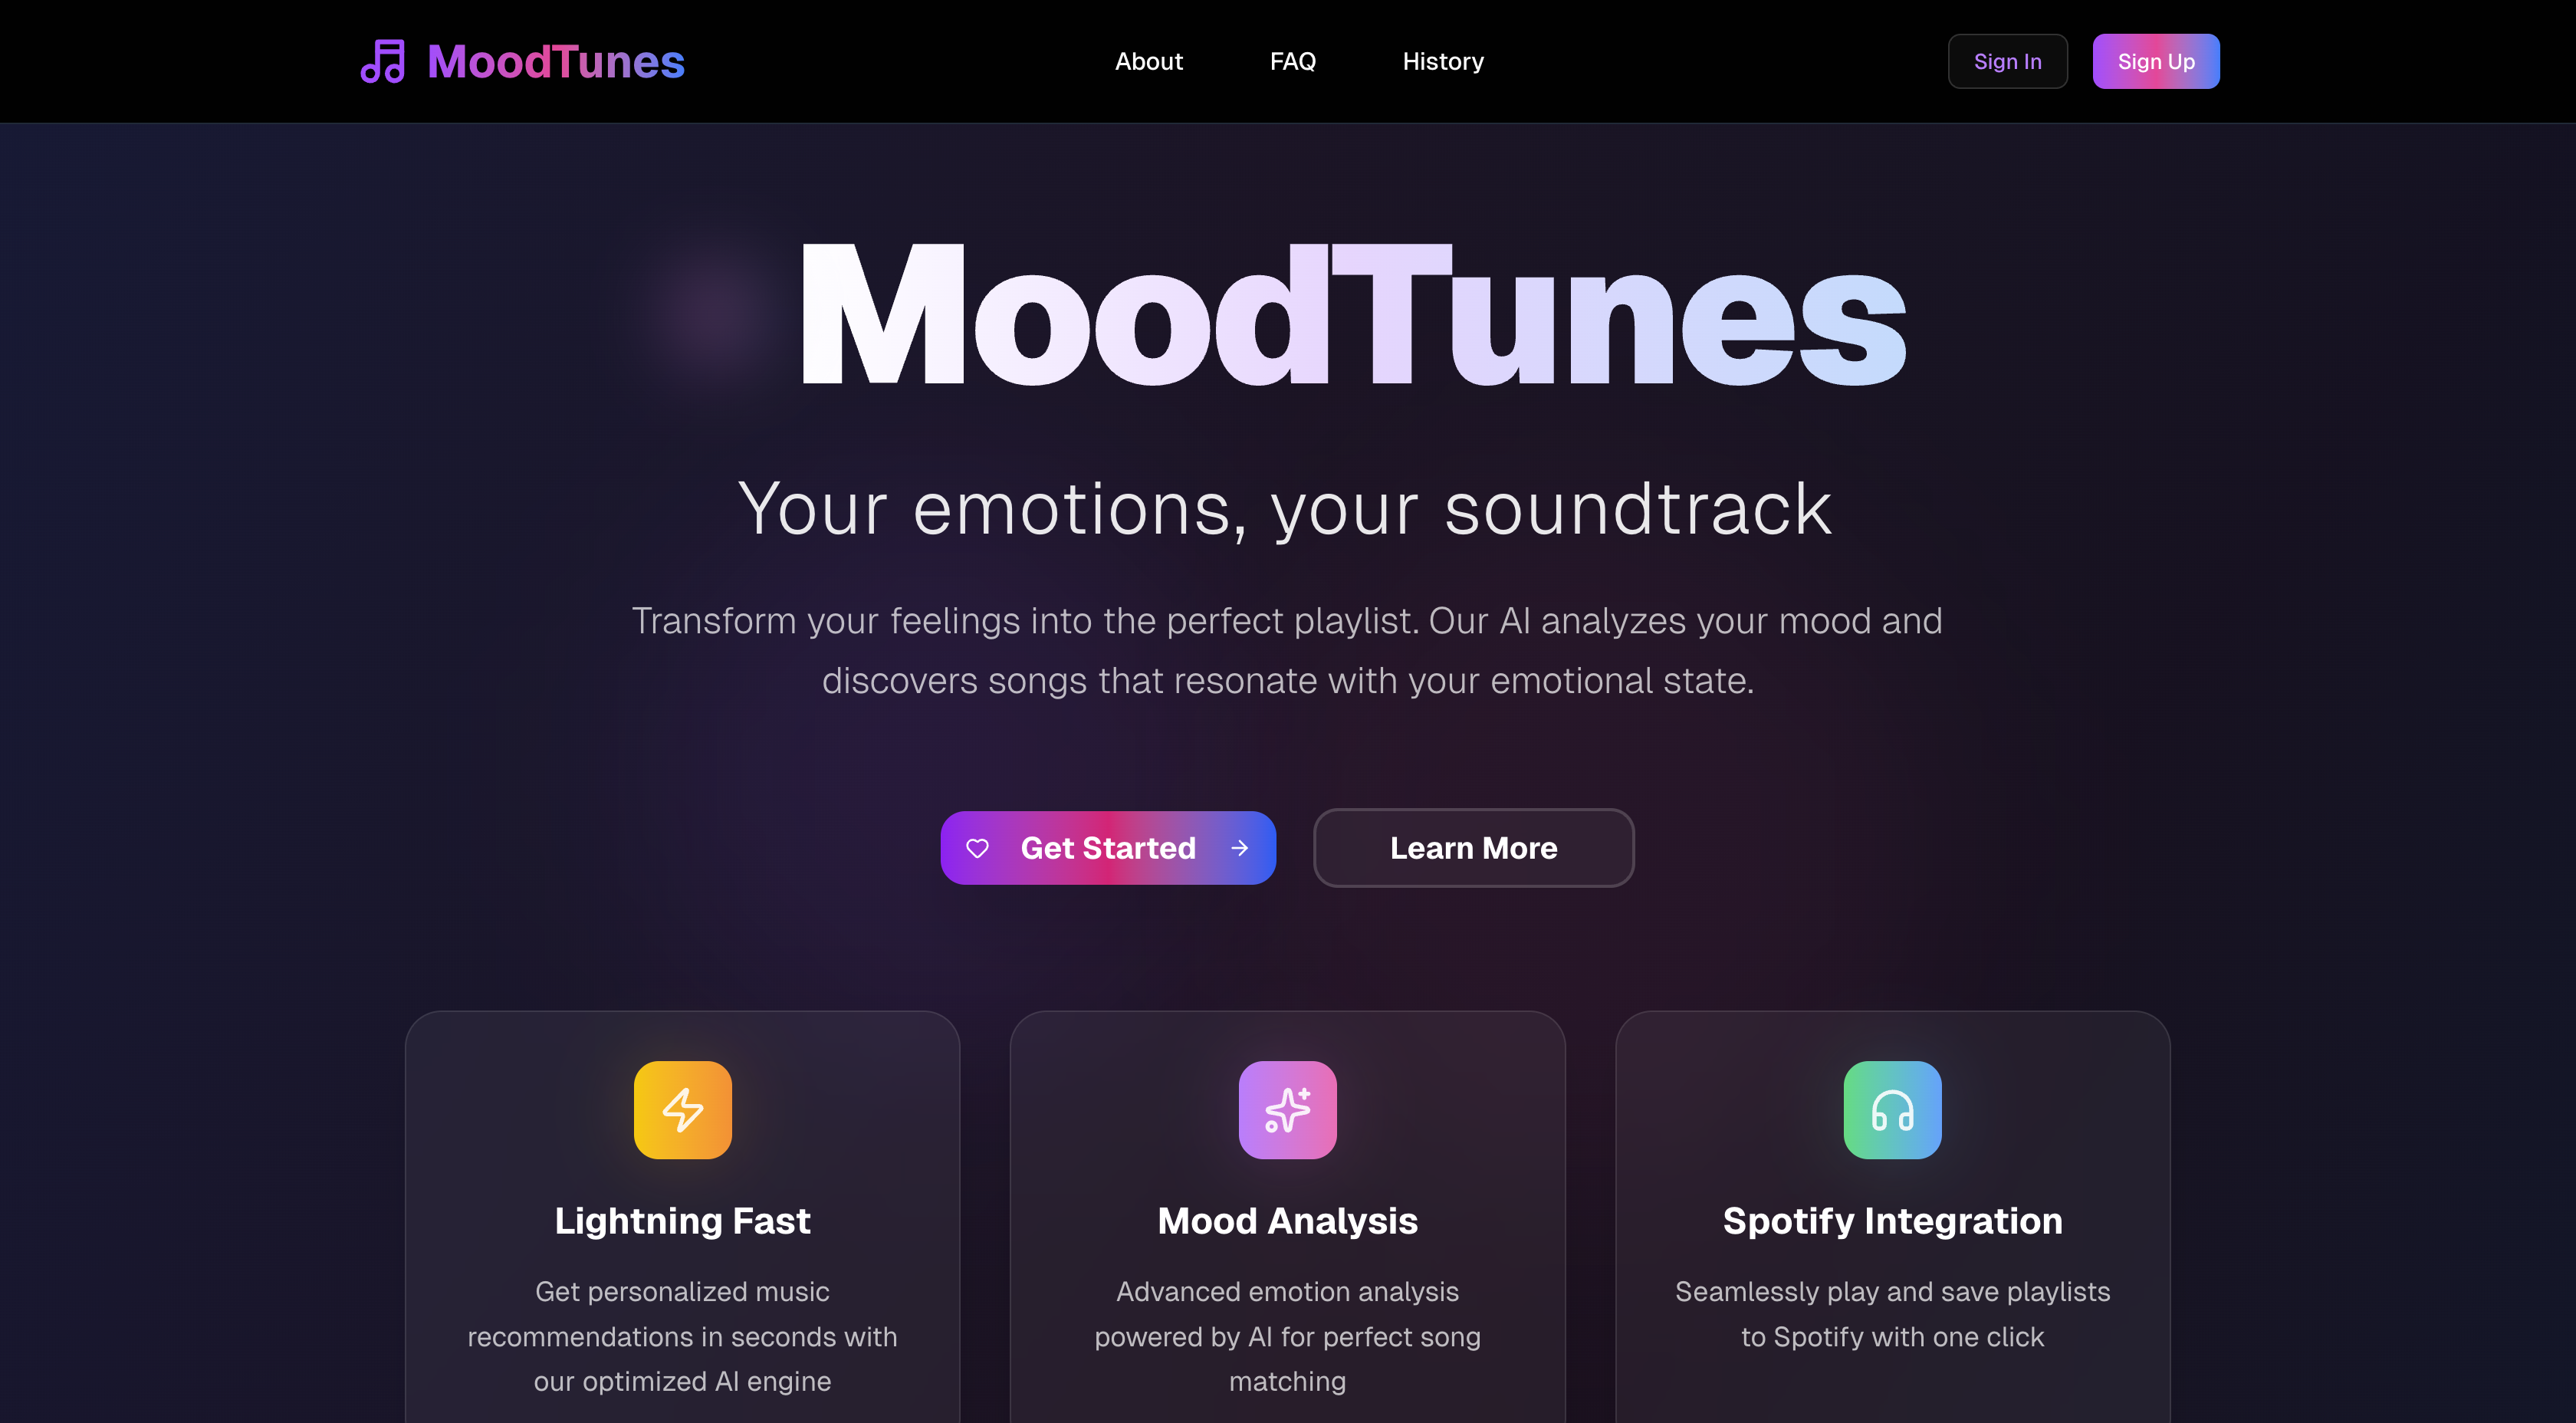 MoodTunes
About
FAQ
History
Sign In
Sign Up
MoodTunes
Your emotions, your soundtrack
Transform your feelings into the perfect playlist. Our AI analyzes your mood and
discovers songs that resonate with your emotional state.
Get Started
Learn More
Lightning Fast
Get personalized music
recommendations in seconds with
our optimized AI engine
Mood Analysis
Advanced emotion analysis
powered by AI for perfect song
matching
Spotify Integration
Seamlessly play and save playlists
to Spotify with one click